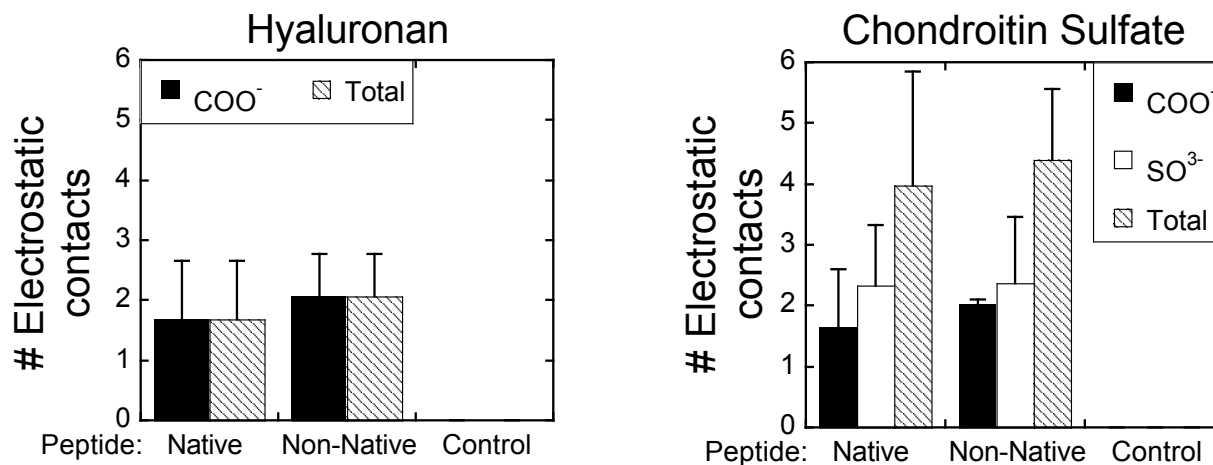 Hyaluronan
# Electrostatic
contacts
6
5
4
3
2
1
0
COO⁻ Total
Peptide: Native Non-Native Control
Chondroitin Sulfate
# Electrostatic
contacts
6
5
4
3
2
1
0
COO⁻
SO³⁻
Total
Peptide: Native Non-Native Control